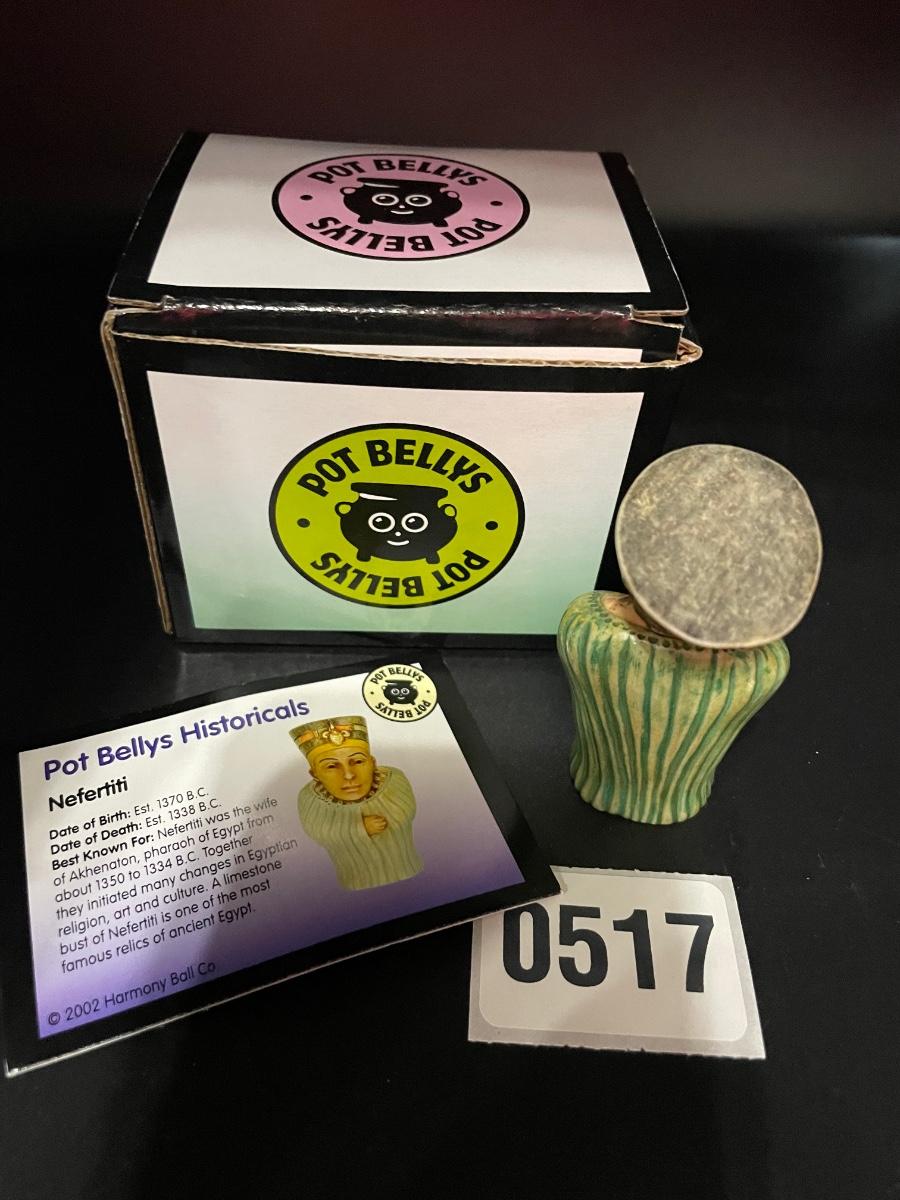 POT BELLYS
POT BELLYS
POT BELLYS
POT BELLYS
POT BELLYS
POT BELLYS
Pot Bellys Historicals
Nefertiti
Date of Birth: Est. 1370 B.C.
Date of Death: Est. 1338 B.C.
Best Known For: Nefertiti was the wife
of Akhenaton, pharaoh of Egypt from
about 1350 to 1334 B.C. Together
they initiated many changes in Egyptian
religion, art and culture. A limestone
bust of Nefertiti is one of the most
famous relics of ancient Egypt.
© 2002 Harmony Ball Co
0517